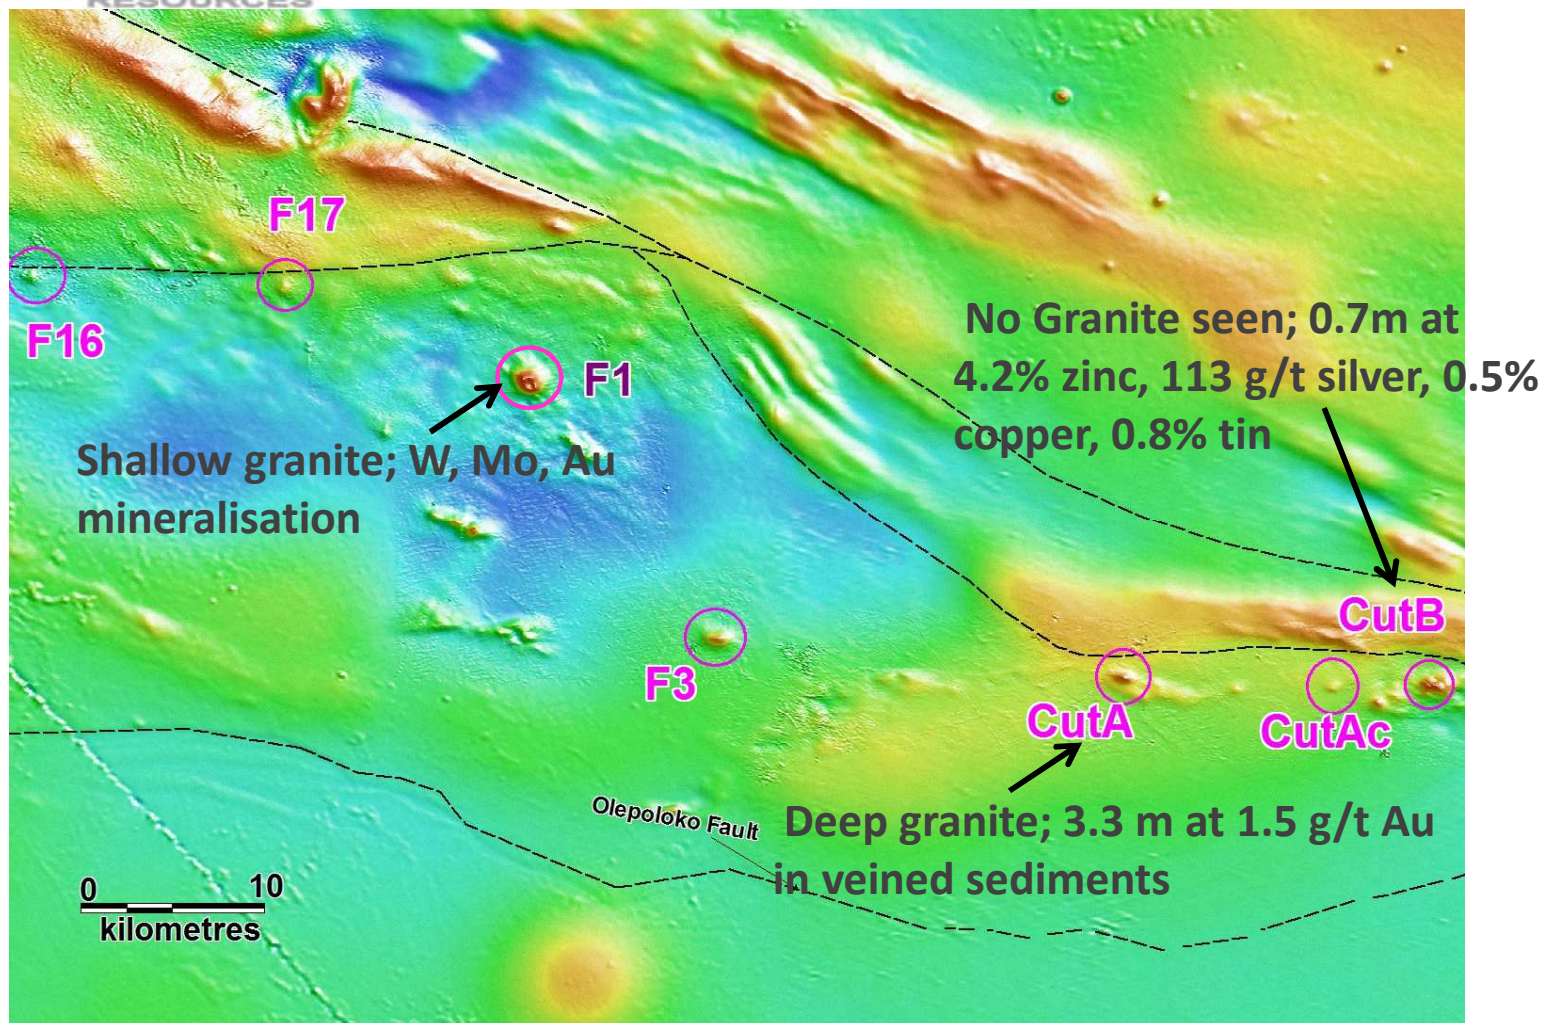 RESOURCES
F17
F16
F1
No Granite seen; 0.7m at
4.2% zinc, 113 g/t silver, 0.5%
copper, 0.8% tin
Shallow granite; W, Mo, Au
mineralisation
CutB
F3
CutA
CutAc
Olepoloko Fault
Deep granite; 3.3 m at 1.5 g/t Au
in veined sediments
0 10
kilometres